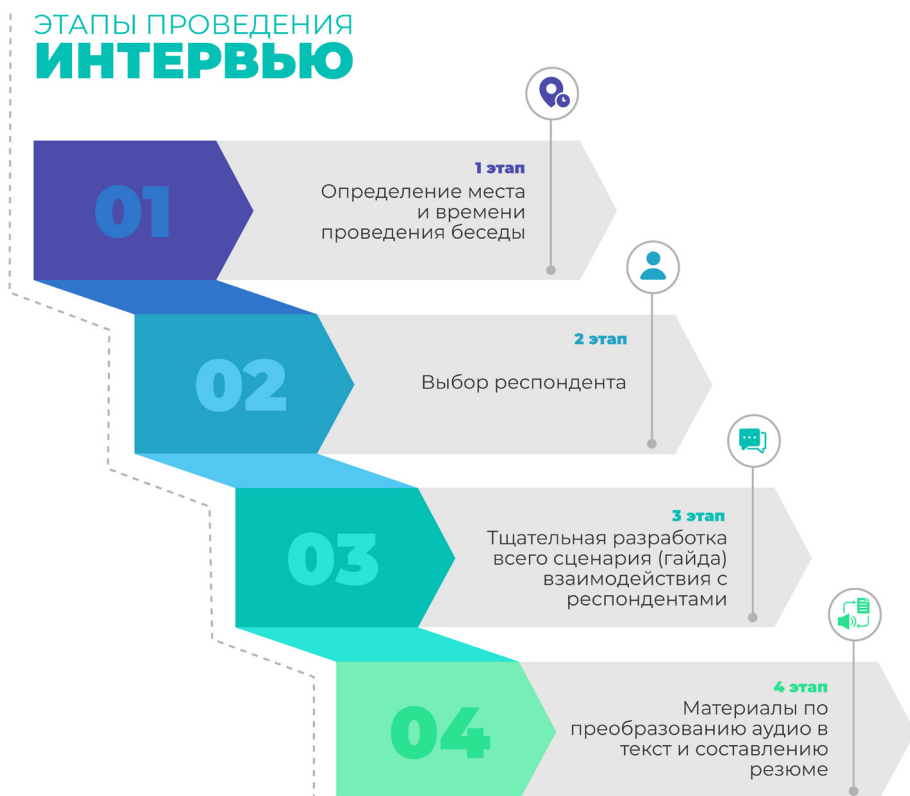 ЭТАПЫ ПРОВЕДЕНИЯ
ИНТЕРВЬЮ
01
1 этап
Определение места
и времени
проведения беседы
02
2 этап
Выбор респондента
03
3 этап
Тщательная разработка
всего сценария (гайда)
взаимодействия с
респондентами
04
4 этап
Материалы по
преобразованию аудио в
текст и составлению
резюме